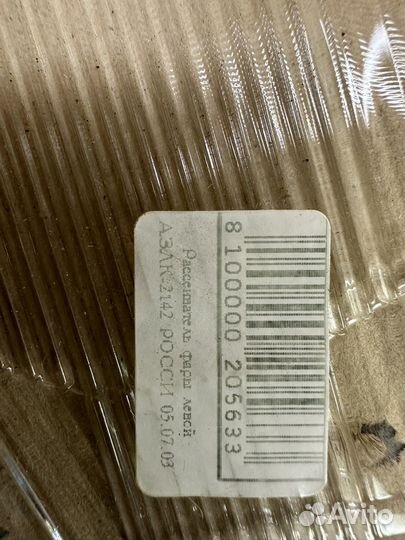 Рассеиватель фары левой
АЗЛК-2142 РОССИ 05.07.03
8 100000 205633
Avito